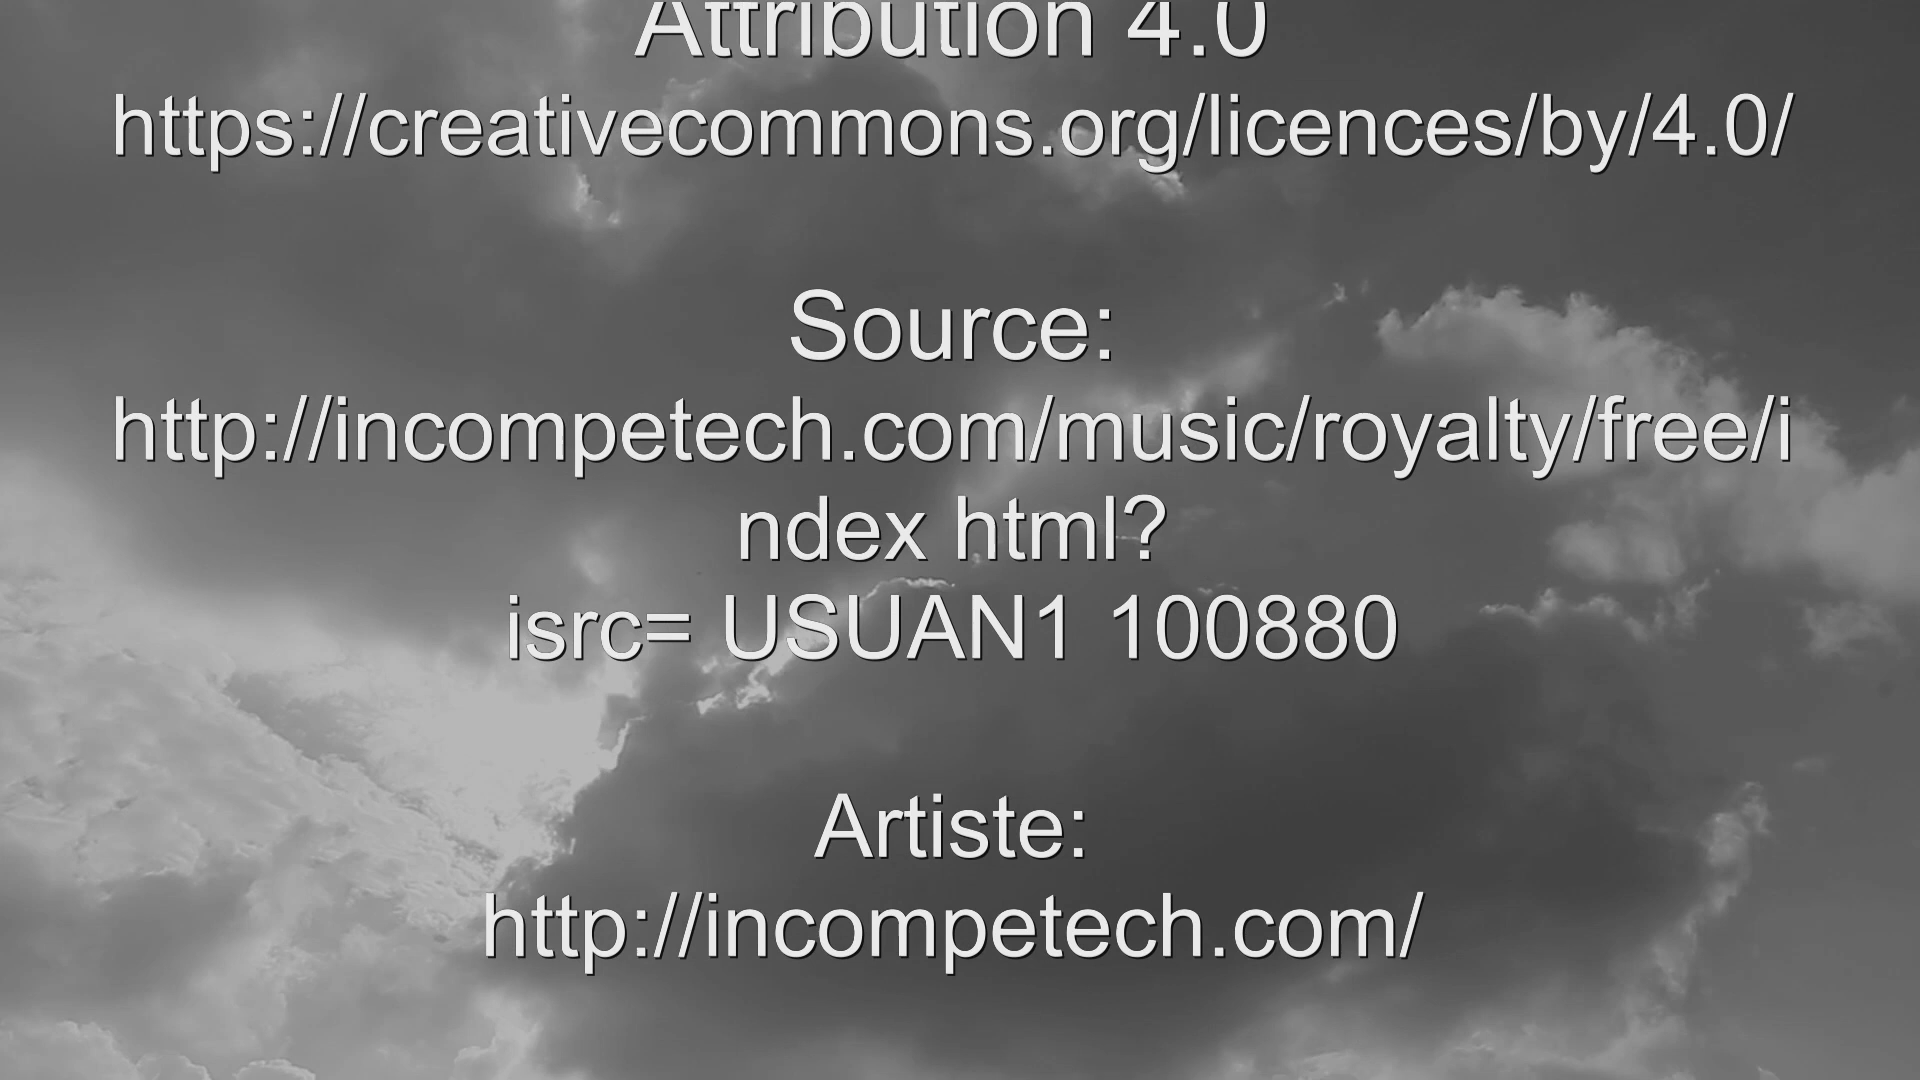 Attribution 4.0
https://creativecommons.org/licences/by/4.0/
Source:
http://incompetech.com/music/royalty/free/i
ndex html?
isrc= USUAN1 100880
Artiste:
http://incompetech.com/